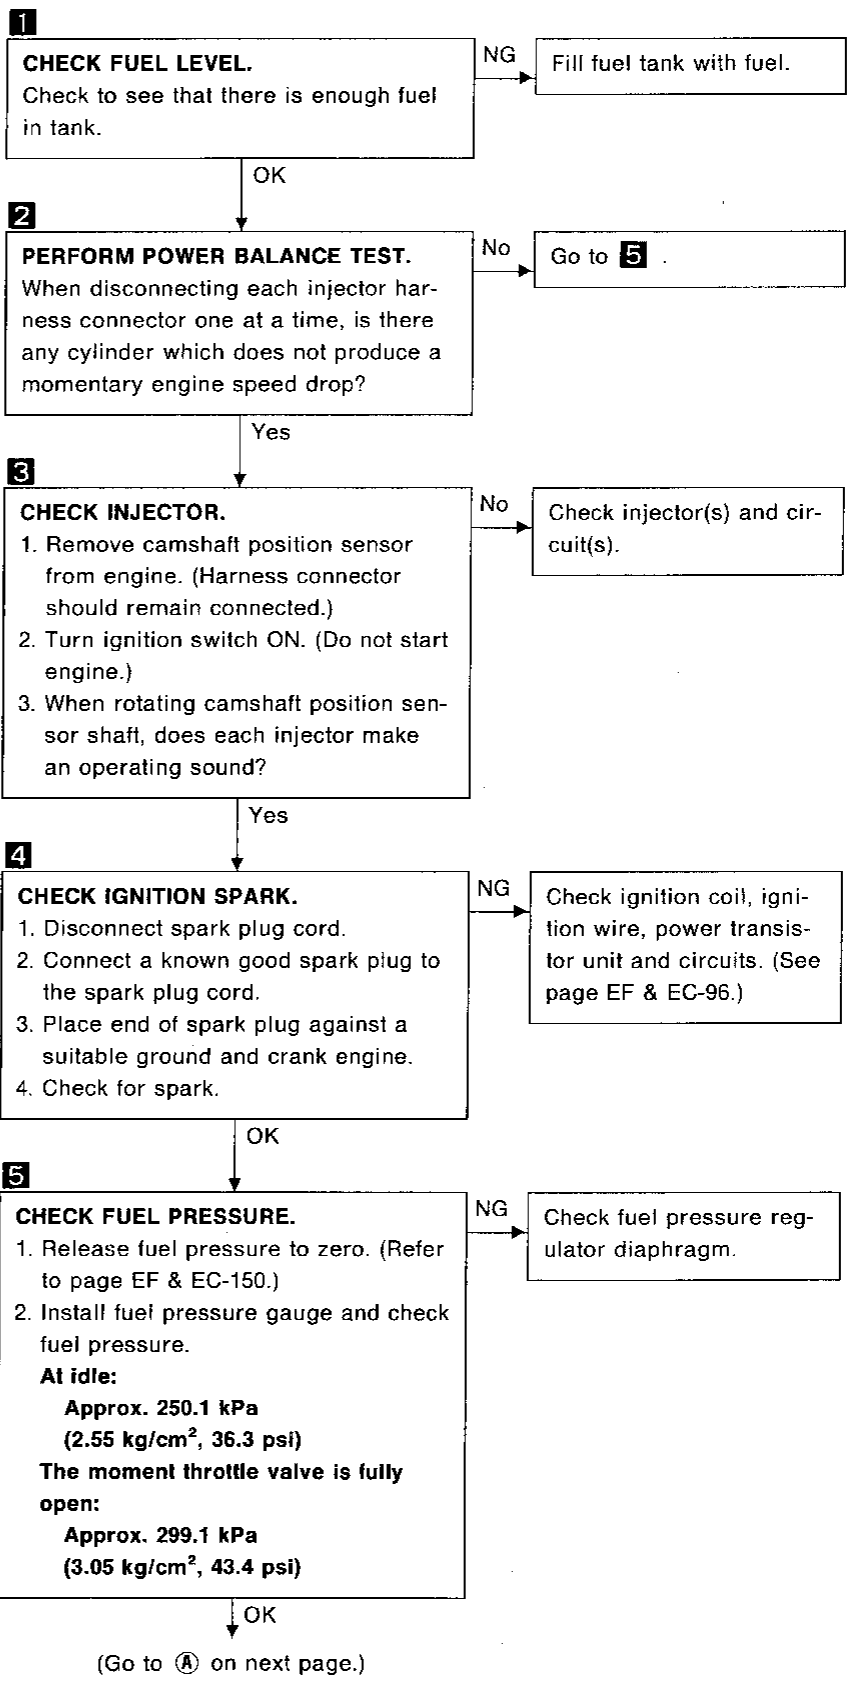 1
CHECK FUEL LEVEL.
Check to see that there is enough fuel
in tank.
NG
Fill fuel tank with fuel.
OK
2
PERFORM POWER BALANCE TEST.
When disconnecting each injector har-
ness connector one at a time, is there
any cylinder which does not produce a
momentary engine speed drop?
No
Go to 5 .
Yes
3
CHECK INJECTOR.
1. Remove camshaft position sensor
from engine. (Harness connector
should remain connected.)
2. Turn ignition switch ON. (Do not start
engine.)
3. When rotating camshaft position sen-
sor shaft, does each injector make
an operating sound?
No
Check injector(s) and cir-
cuit(s).
Yes
4
CHECK IGNITION SPARK.
1. Disconnect spark plug cord.
2. Connect a known good spark plug to
the spark plug cord.
3. Place end of spark plug against a
suitable ground and crank engine.
4. Check for spark.
NG
Check ignition coil, igni-
tion wire, power transis-
tor unit and circuits. (See
page EF & EC-96.)
OK
5
CHECK FUEL PRESSURE.
1. Release fuel pressure to zero. (Refer
to page EF & EC-150.)
2. Install fuel pressure gauge and check
fuel pressure.
At idle:
Approx. 250.1 kPa
(2.55 kg/cm², 36.3 psi)
The moment throttle valve is fully
open:
Approx. 299.1 kPa
(3.05 kg/cm², 43.4 psi)
NG
Check fuel pressure reg-
ulator diaphragm.
OK
(Go to Ⓐ on next page.)